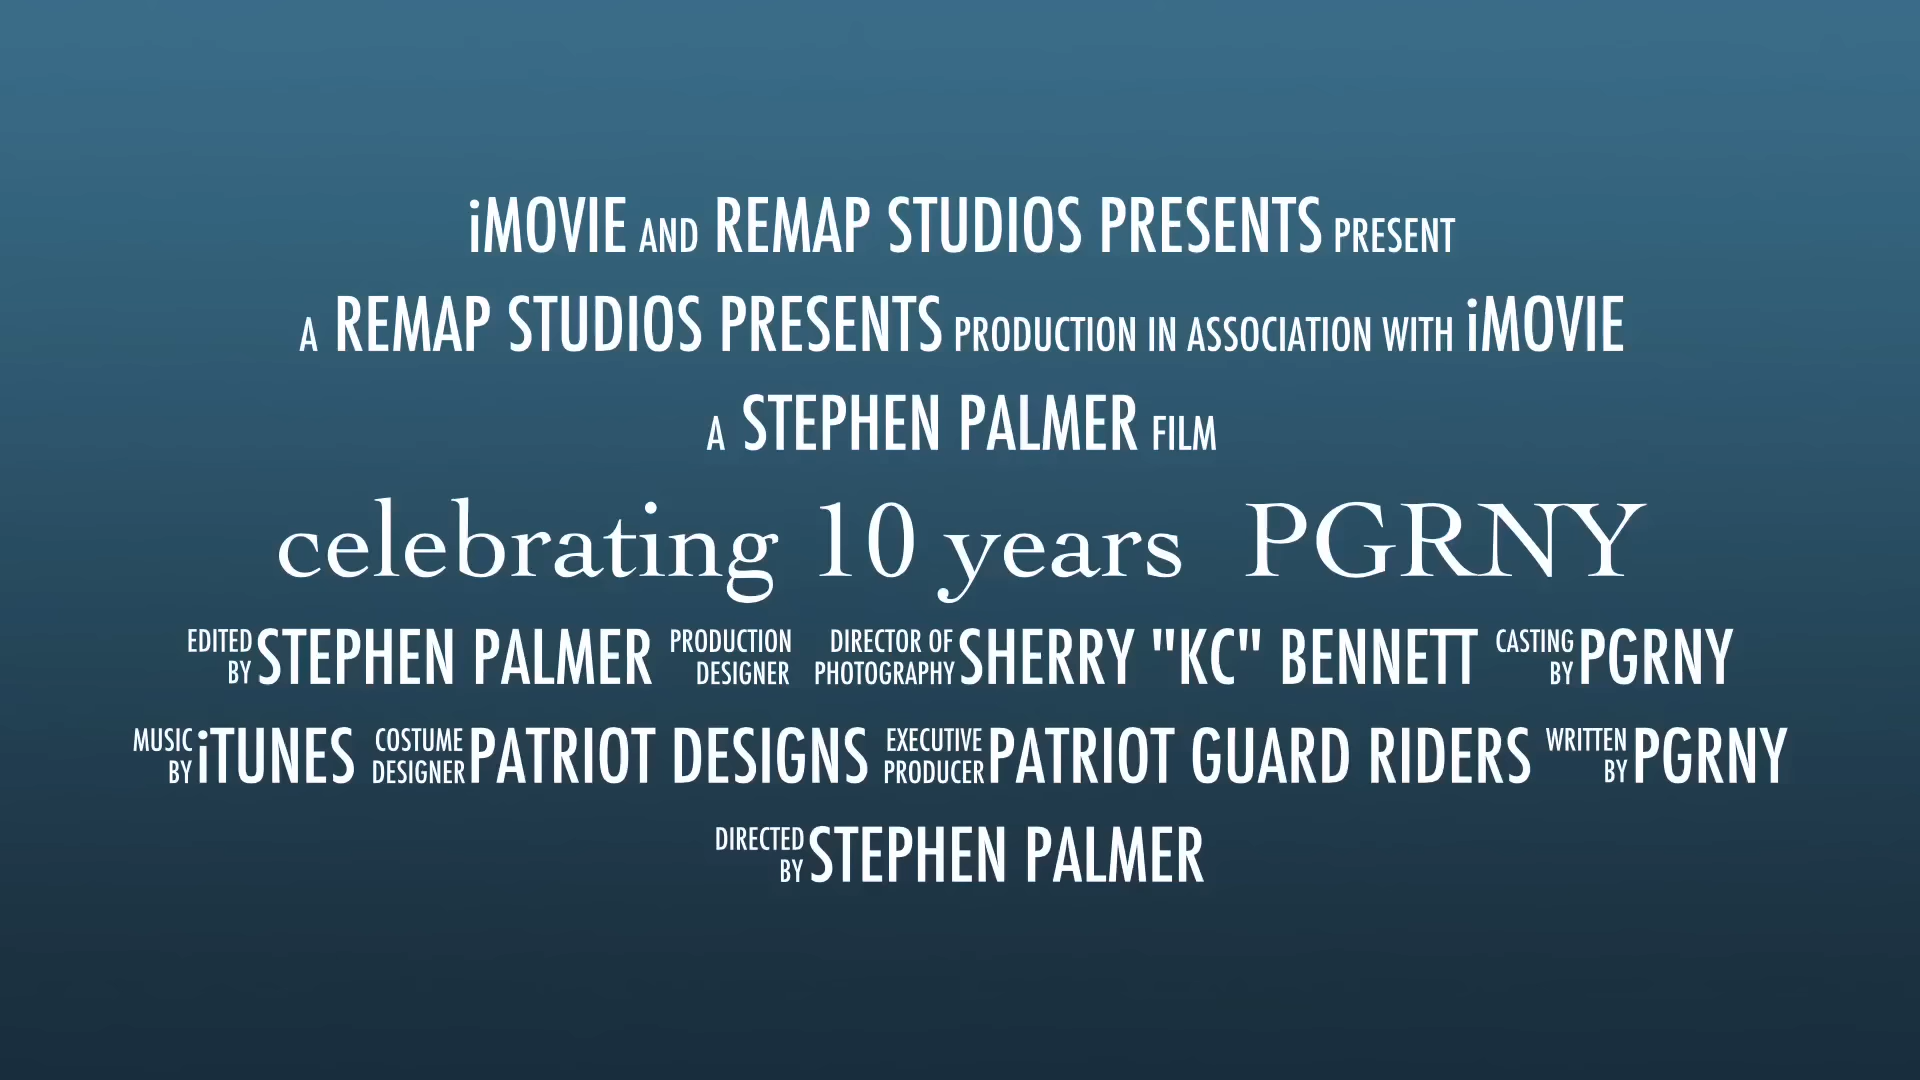 iMOVIE AND REMAP STUDIOS PRESENTS PRESENT
A REMAP STUDIOS PRESENTS PRODUCTION IN ASSOCIATION WITH iMOVIE
A STEPHEN PALMER FILM
celebrating 10 years PGRNY
EDITED BY STEPHEN PALMER PRODUCTION DESIGNER DIRECTOR OF PHOTOGRAPHY SHERRY "KC" BENNETT CASTING BY PGRNY
MUSIC BY iTUNES COSTUME DESIGNER PATRIOT DESIGNS EXECUTIVE PRODUCER PATRIOT GUARD RIDERS WRITTEN BY PGRNY
DIRECTED BY STEPHEN PALMER